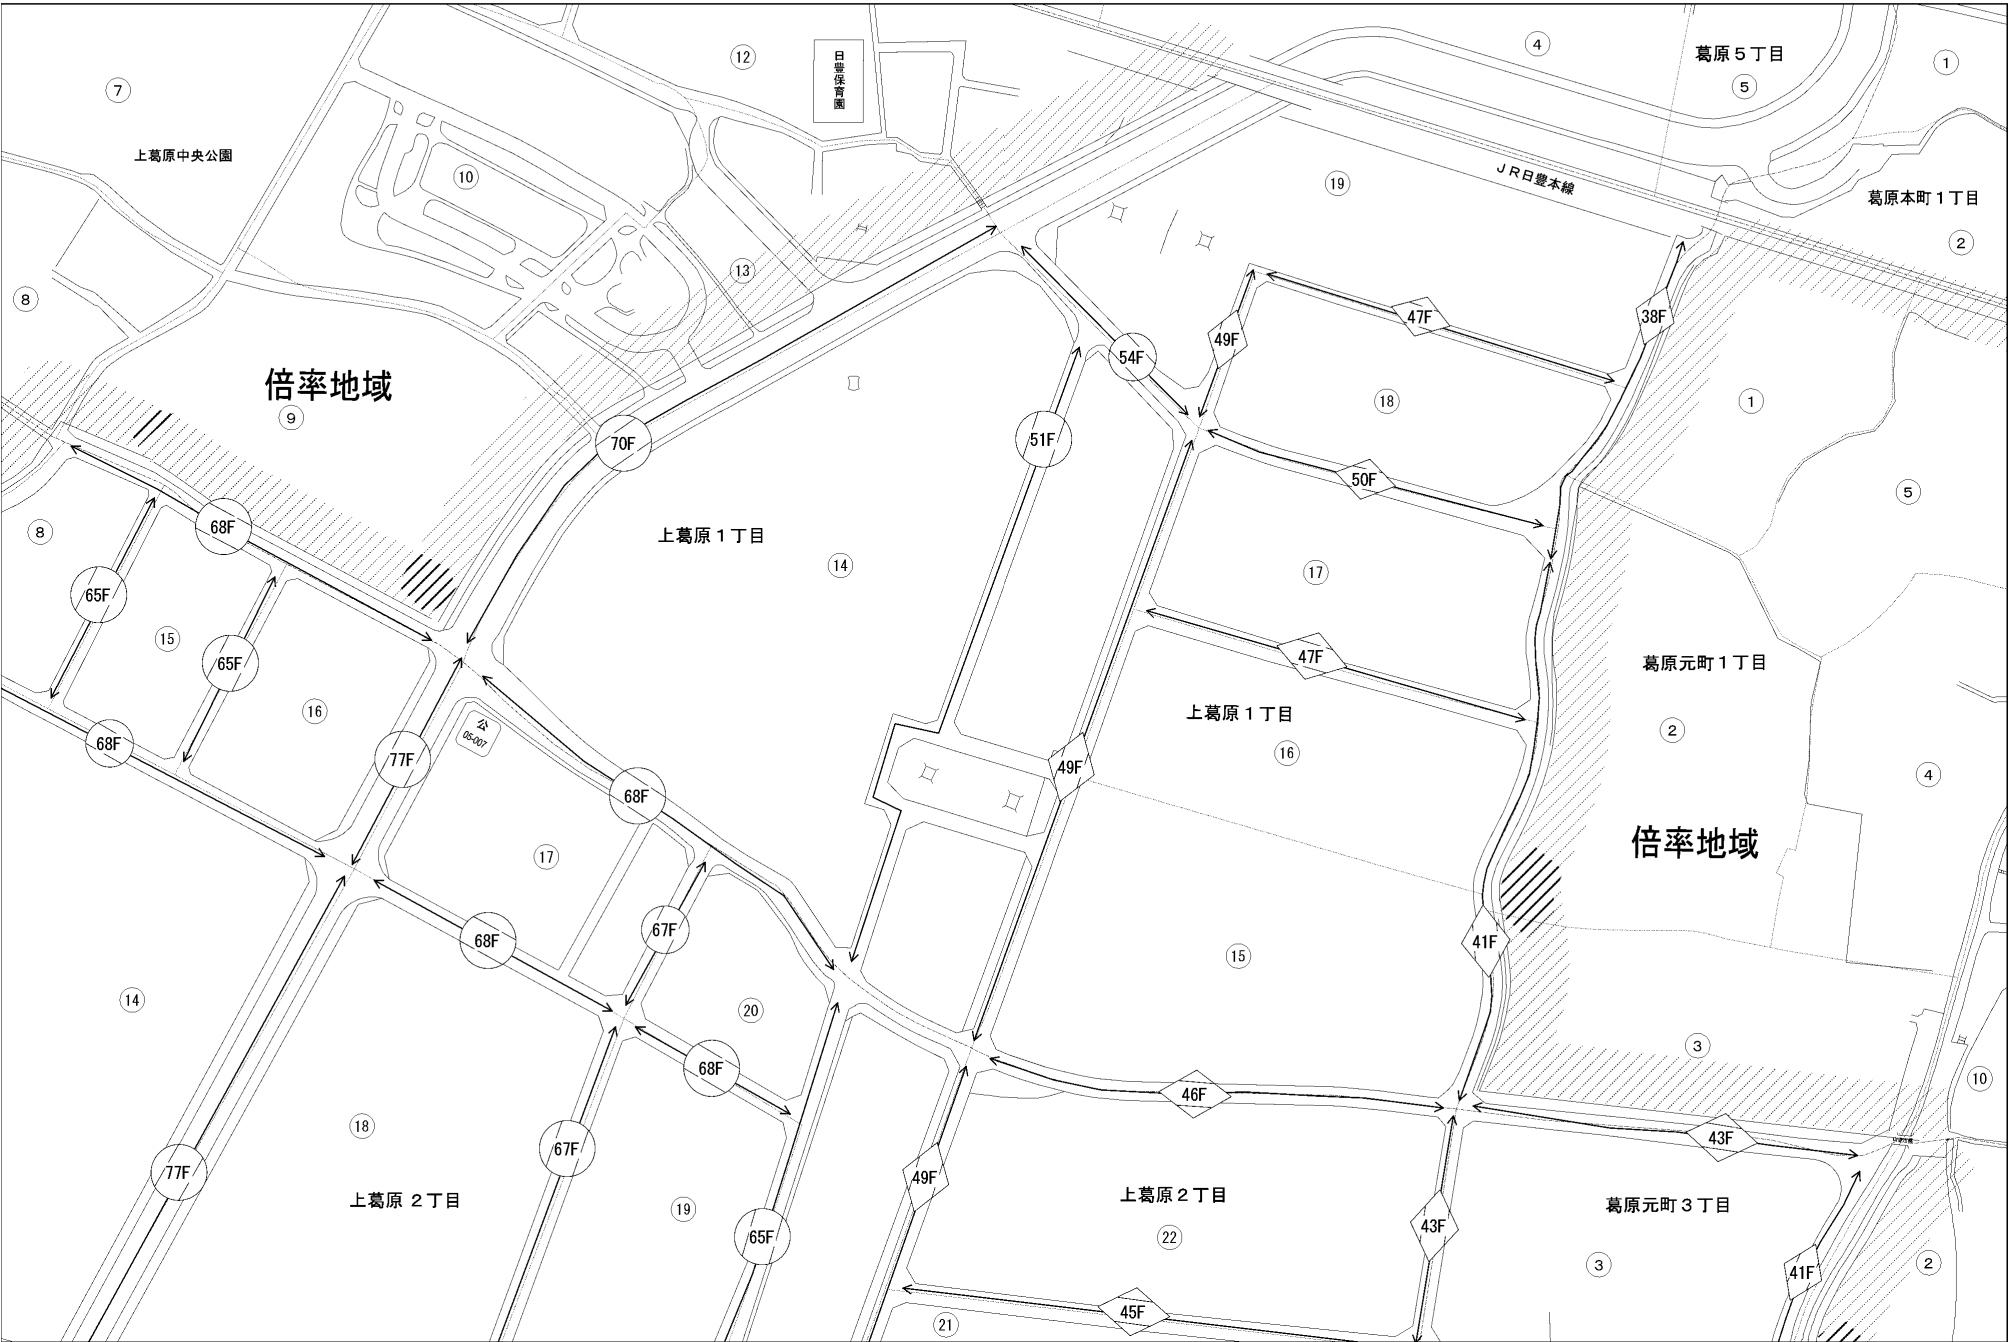 ④
葛原５丁目
①
⑫
日豊保育園
⑤
⑦
上葛原中央公園
⑩
⑲
ＪＲ日豊本線
葛原本町１丁目
②
⑬
⑧
47F
38F
49F
54F
倍率地域
⑨
⑱
①
70F
51F
50F
⑤
68F
⑧
上葛原１丁目
⑭
⑰
65F
⑮
65F
47F
葛原元町１丁目
⑯
上葛原１丁目
②
公
05-007
68F
77F
49F
⑯
④
68F
倍率地域
⑰
68F
67F
41F
⑮
⑭
⑳
③
68F
46F
⑩
⑱
67F
43F
77F
49F
上葛原２丁目
上葛原２丁目
葛原元町３丁目
⑲
65F
43F
㉒
③
41F
②
45F
㉑